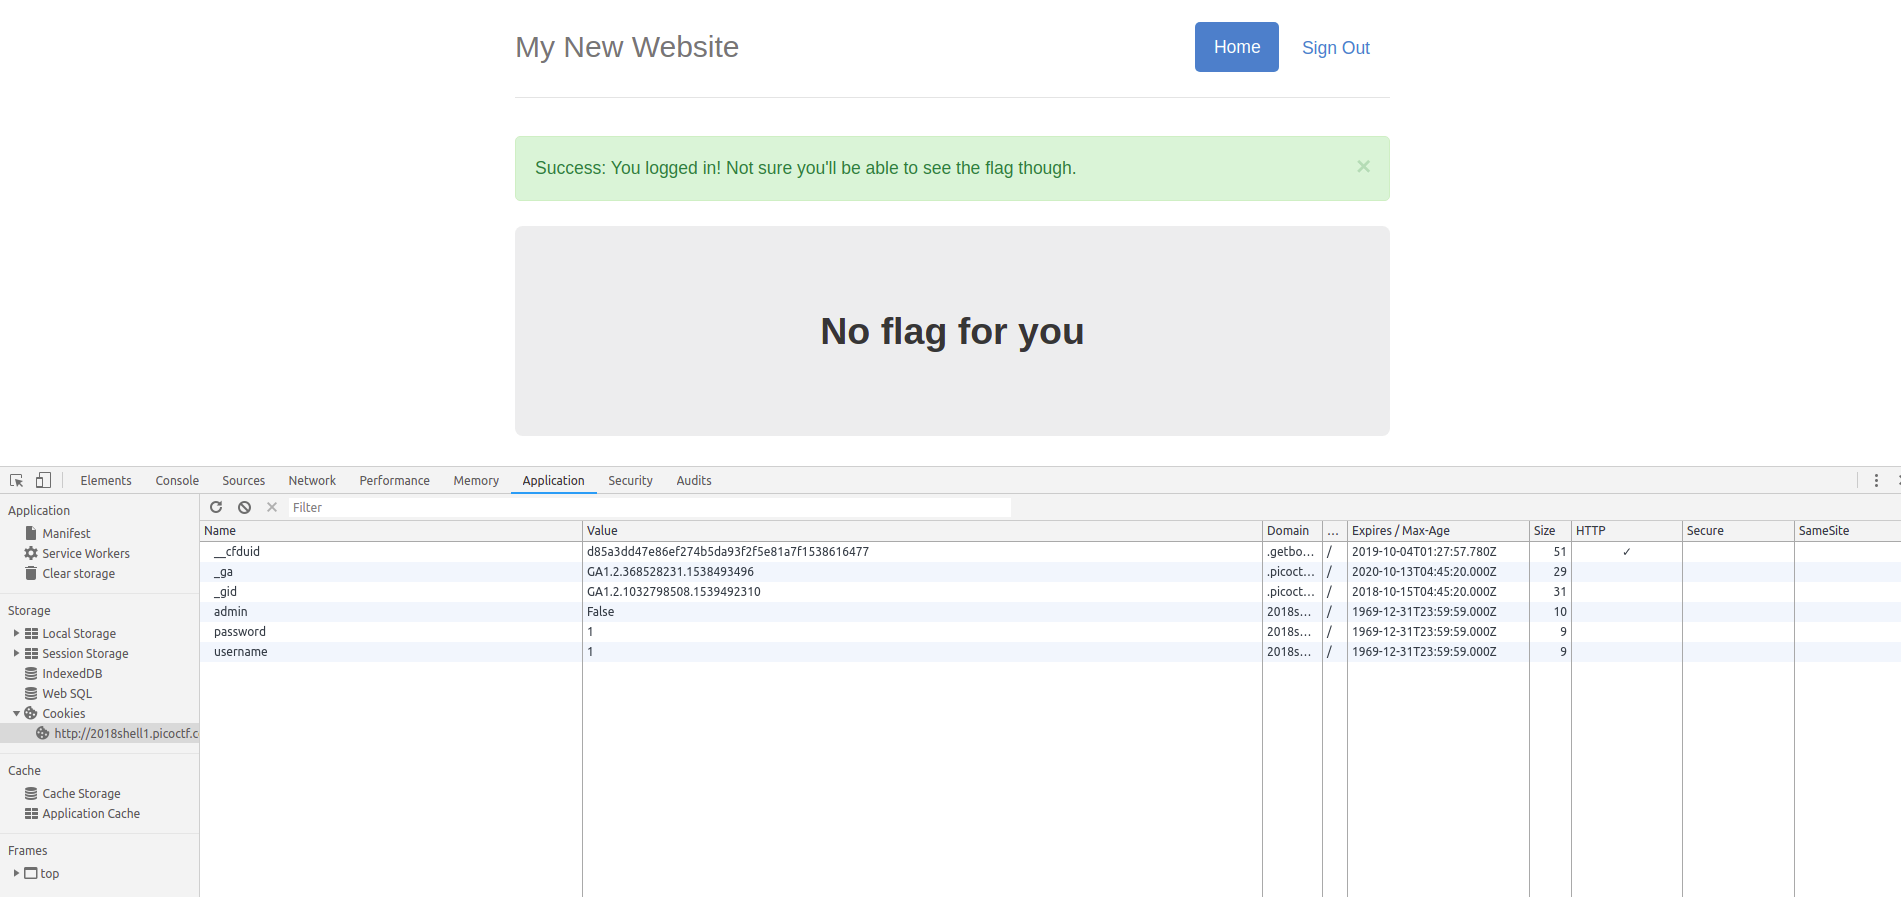 My New Website
Home
Sign Out
Success: You logged in! Not sure you'll be able to see the flag though.
×
No flag for you
Elements Console Sources Network Performance Memory Application Security Audits
Application
Manifest
Service Workers
Clear storage
Storage
Local Storage
Session Storage
IndexedDB
Web SQL
Cookies
http://2018shell1.picoctf.c
Cache
Cache Storage
Application Cache
Frames
top
Filter
Name Value Domain ... Expires / Max-Age Size HTTP Secure SameSite
__cfduid d85a3dd47e86ef274b5da93f2f5e81a7f1538616477 .getbo... / 2019-10-04T01:27:57.780Z 51 ✓
_ga GA1.2.368528231.1538493496 .picoct... / 2020-10-13T04:45:20.000Z 29
_gid GA1.2.1032798508.1539492310 .picoct... / 2018-10-15T04:45:20.000Z 31
admin False 2018s... / 1969-12-31T23:59:59.000Z 10
password 1 2018s... / 1969-12-31T23:59:59.000Z 9
username 1 2018s... / 1969-12-31T23:59:59.000Z 9